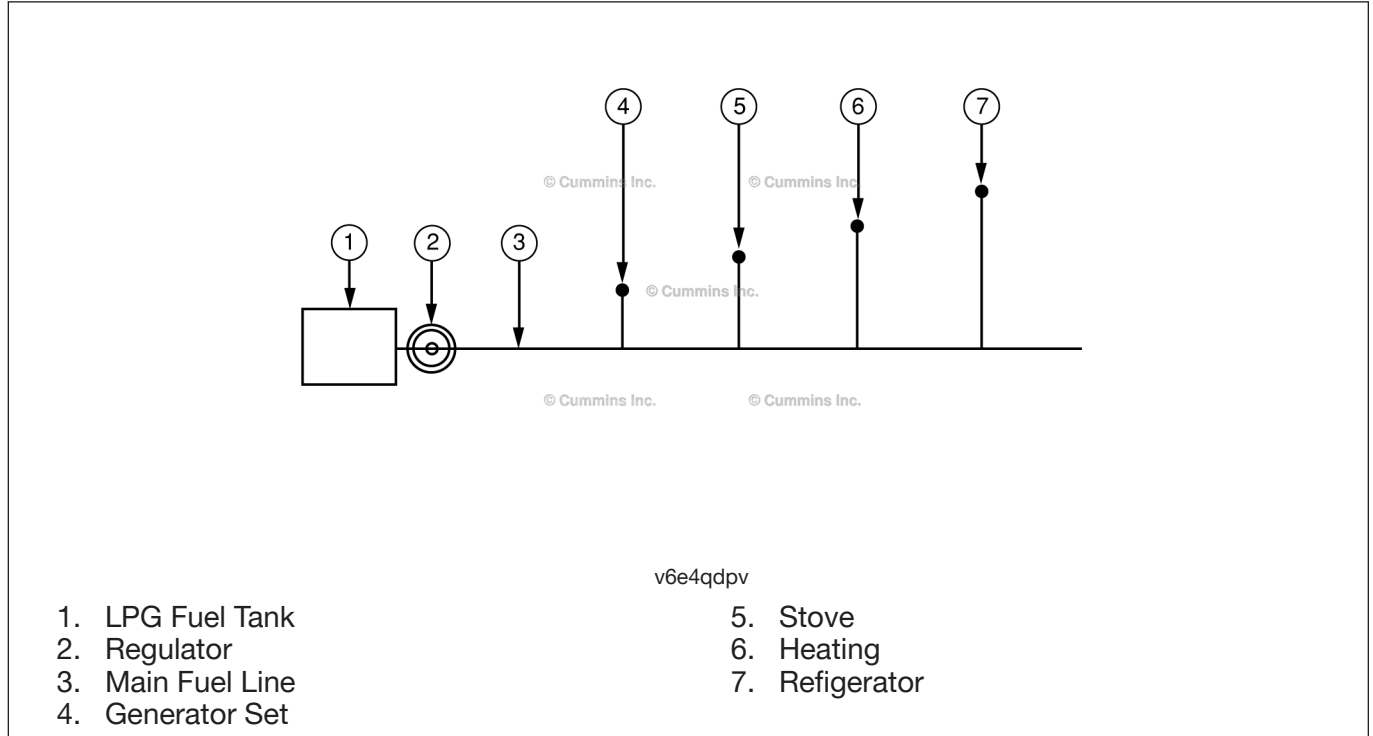 4 5 6 7
© Cummins Inc. © Cummins Inc.
1 2 3
© Cummins Inc.
© Cummins Inc. © Cummins Inc.
v6e4qdpv
1. LPG Fuel Tank
2. Regulator
3. Main Fuel Line
4. Generator Set
5. Stove
6. Heating
7. Refigerator